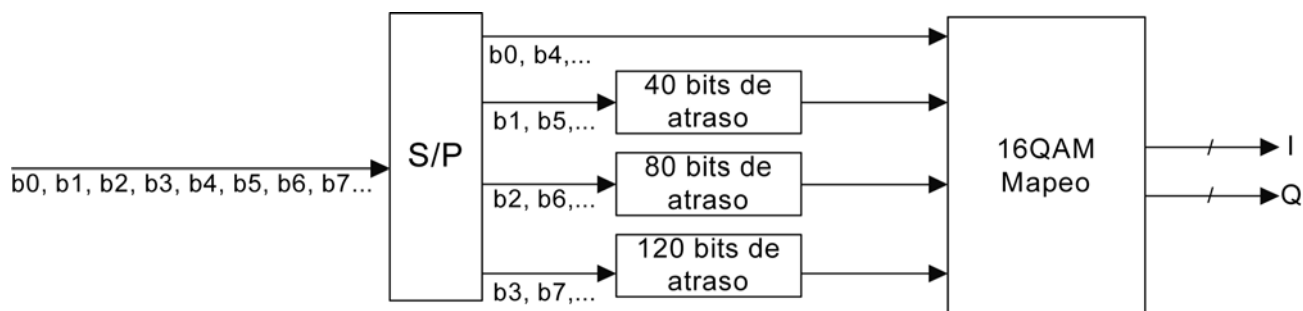 b0, b1, b2, b3, b4, b5, b6, b7...
S/P
b0, b4,...
b1, b5,...
b2, b6,...
b3, b7,...
40 bits de
atraso
80 bits de
atraso
120 bits de
atraso
16QAM
Mapeo
I
Q